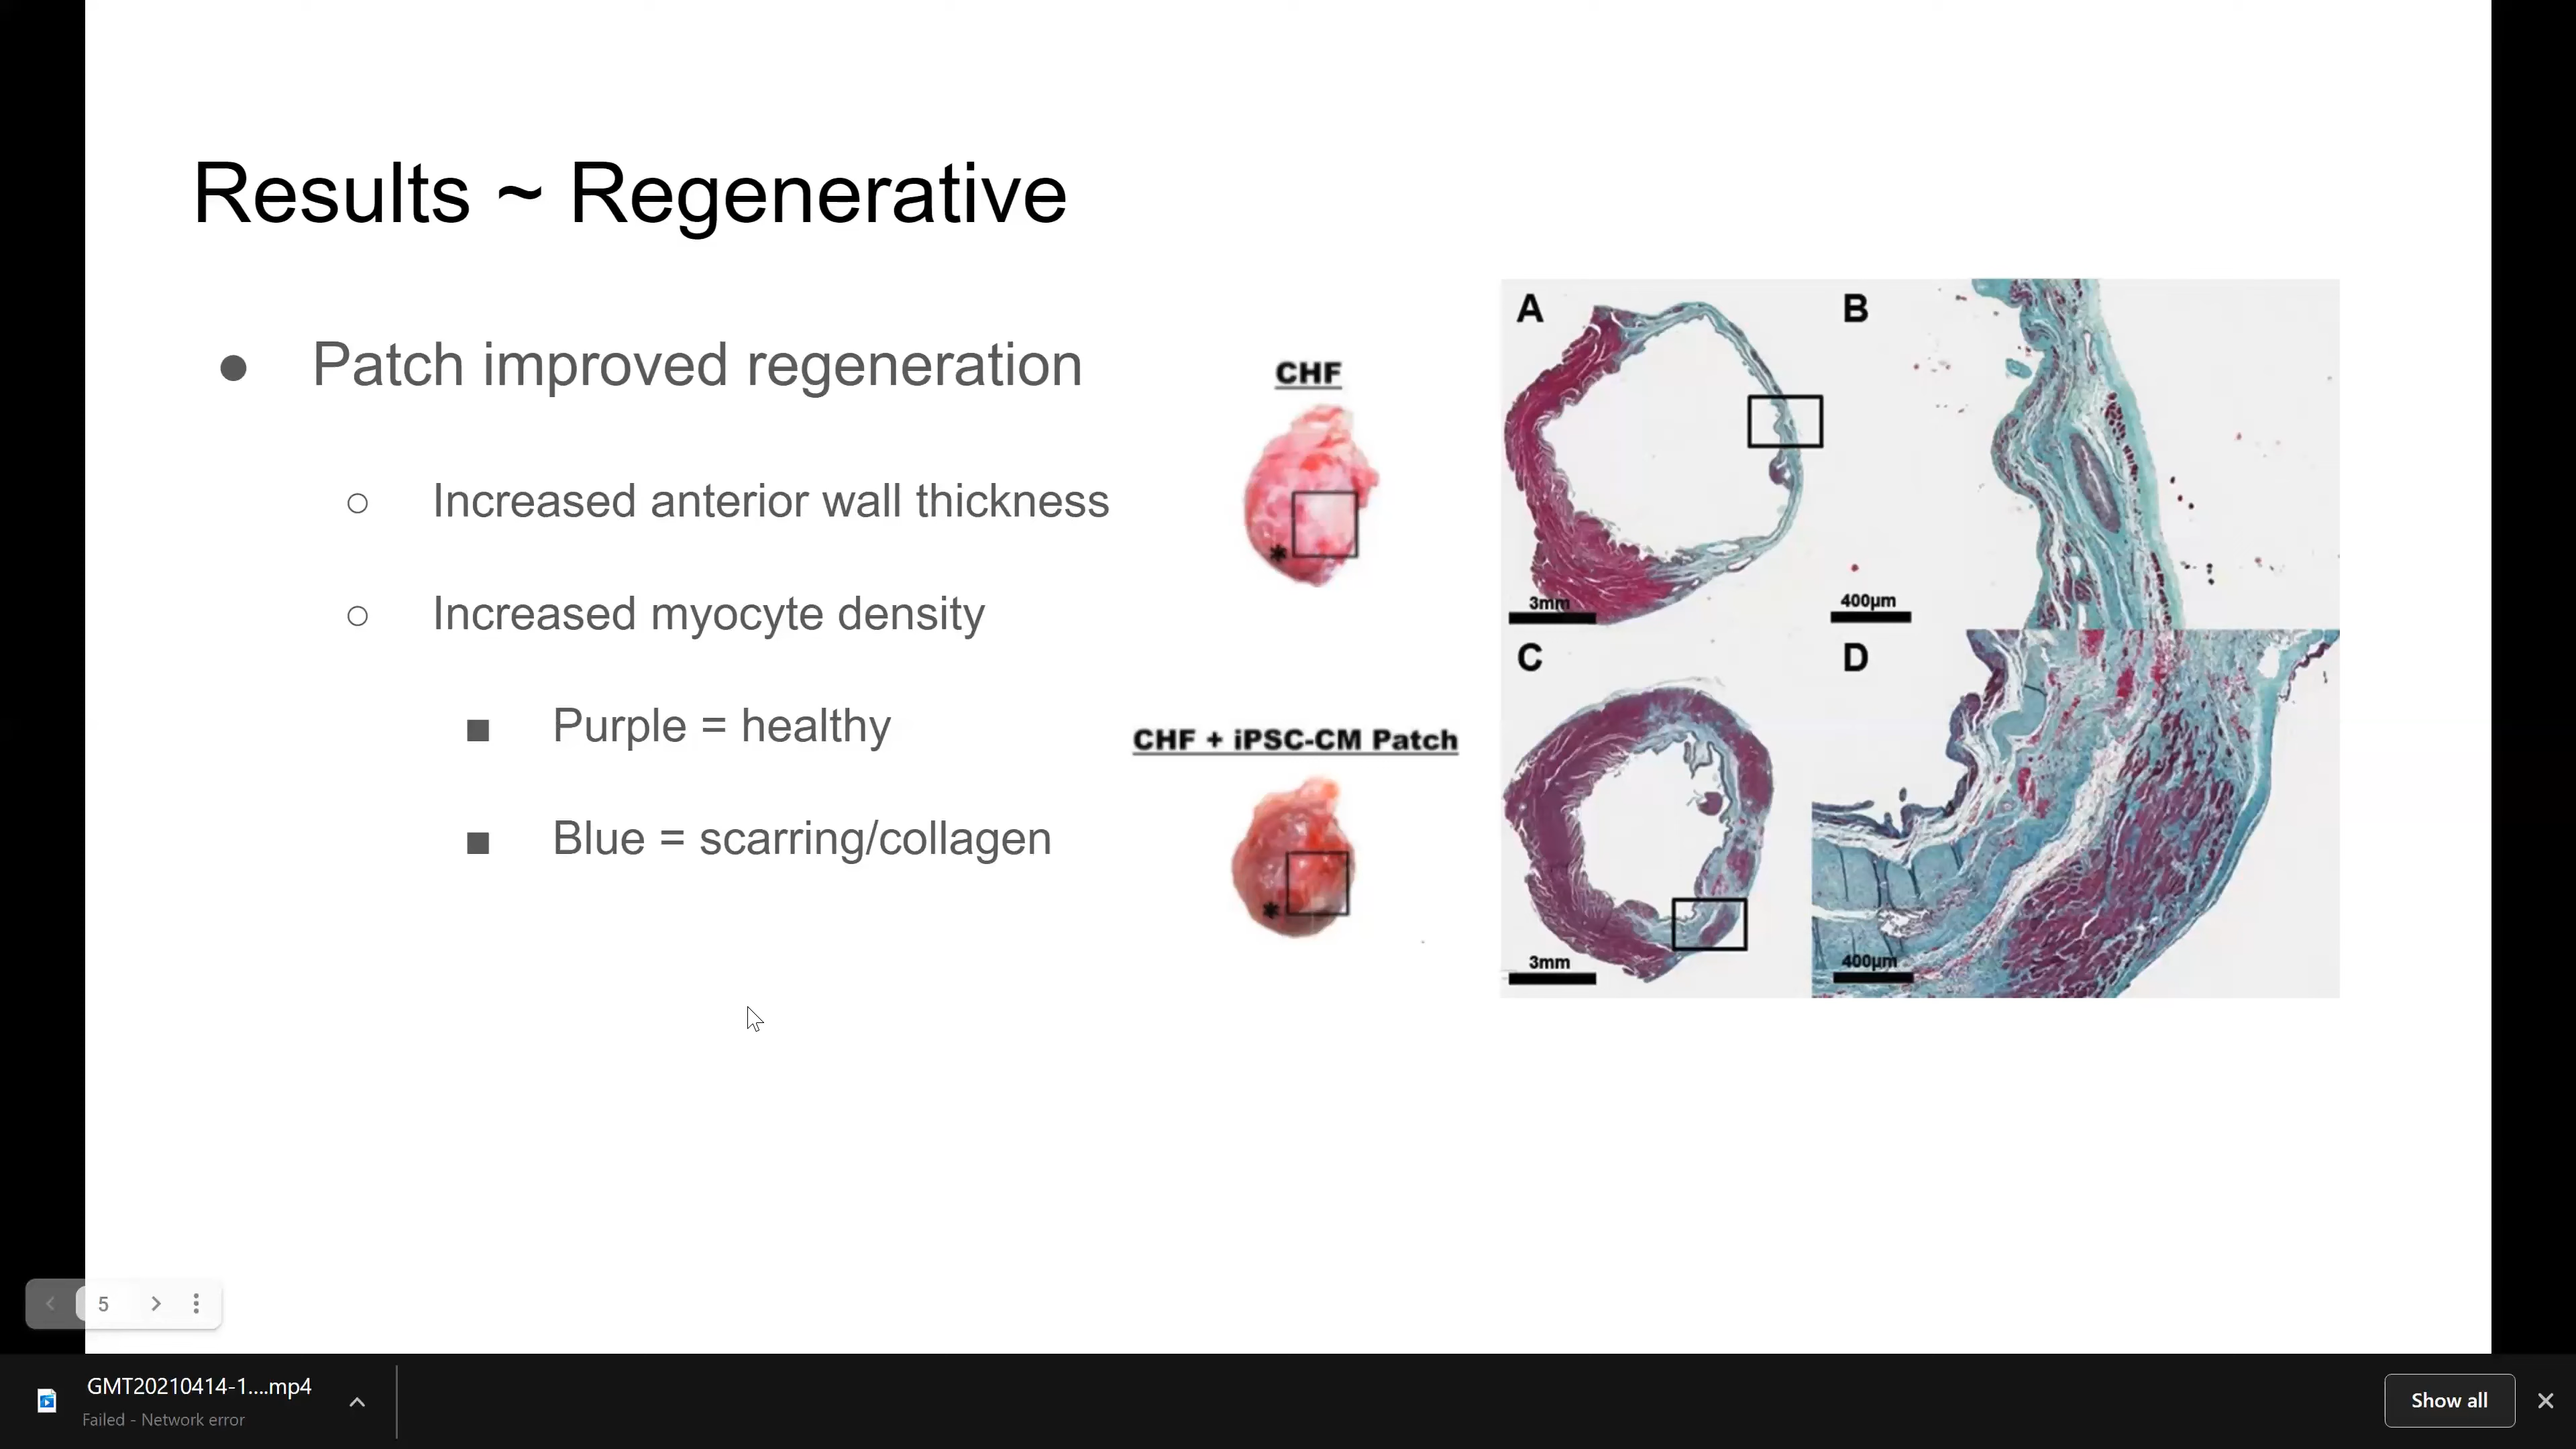 Results ~ Regenerative
● Patch improved regeneration
○ Increased anterior wall thickness
○ Increased myocyte density
■ Purple = healthy
■ Blue = scarring/collagen
CHF
*
CHF + iPSC-CM Patch
*
A
3mm
B
400µm
C
3mm
D
400µm
5
GMT20210414-1....mp4
Failed - Network error
Show all